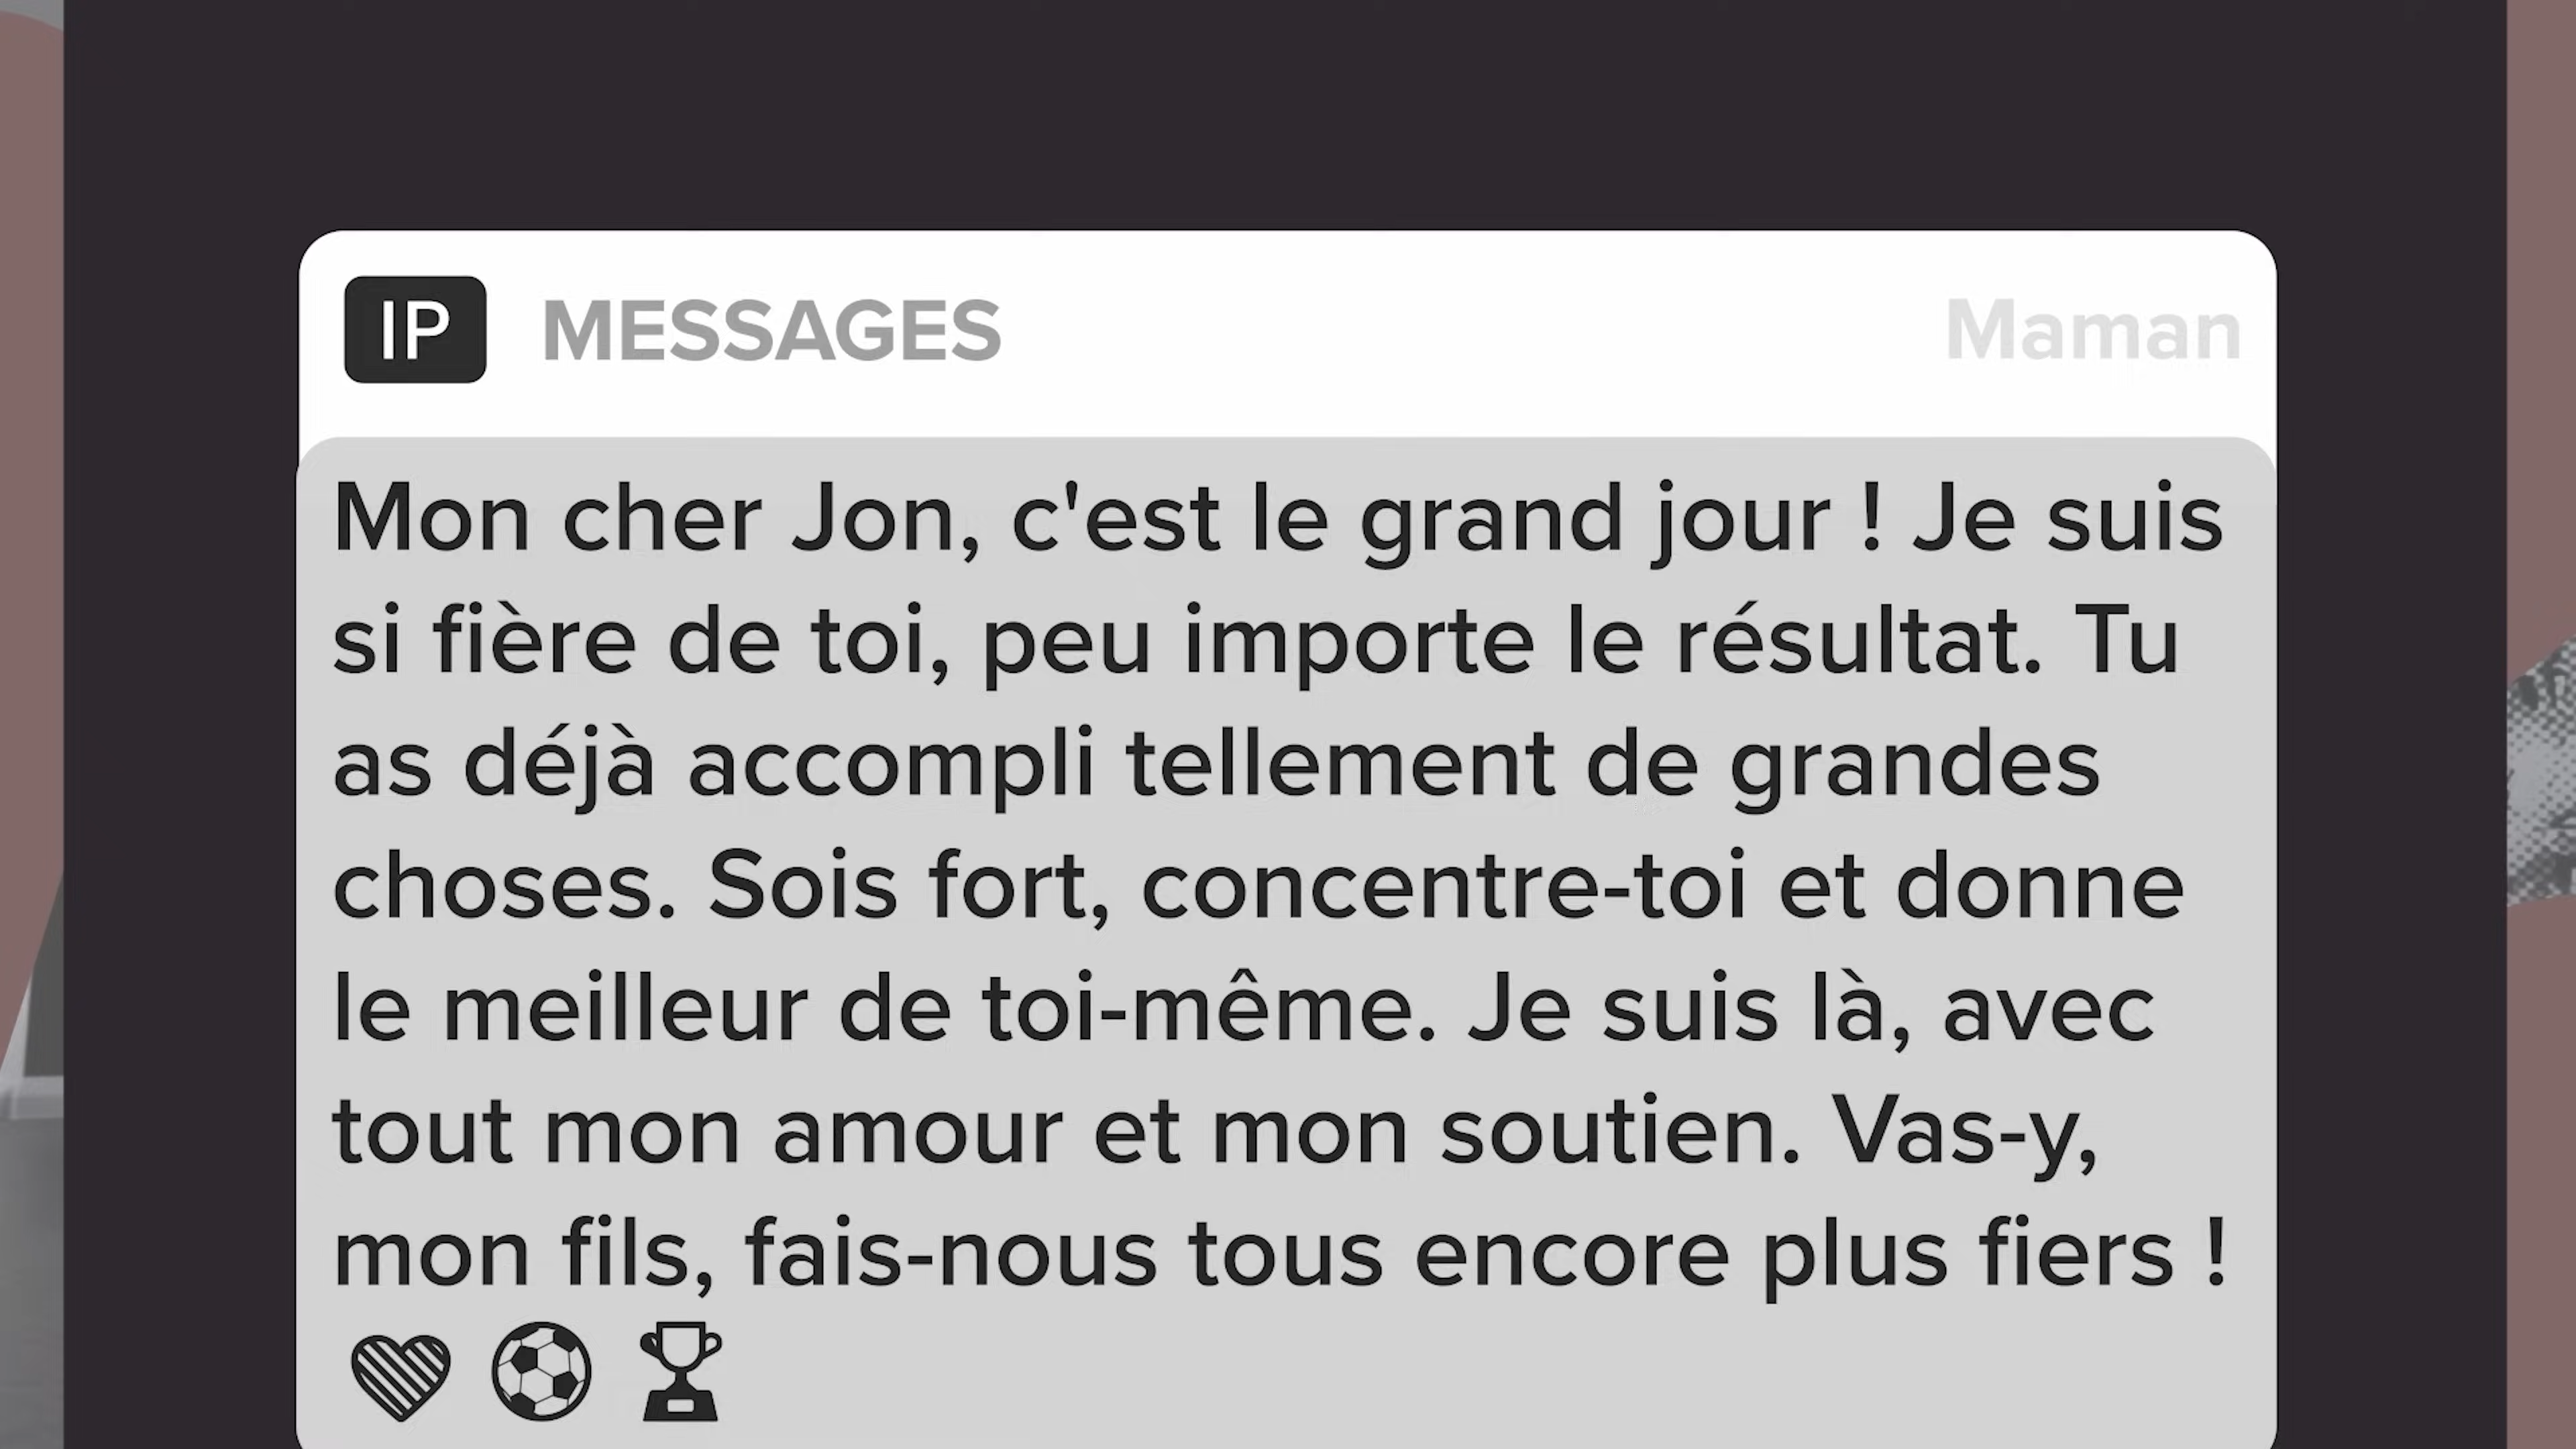 IP MESSAGES Maman
Mon cher Jon, c'est le grand jour ! Je suis
si fière de toi, peu importe le résultat. Tu
as déjà accompli tellement de grandes
choses. Sois fort, concentre-toi et donne
le meilleur de toi-même. Je suis là, avec
tout mon amour et mon soutien. Vas-y,
mon fils, fais-nous tous encore plus fiers !